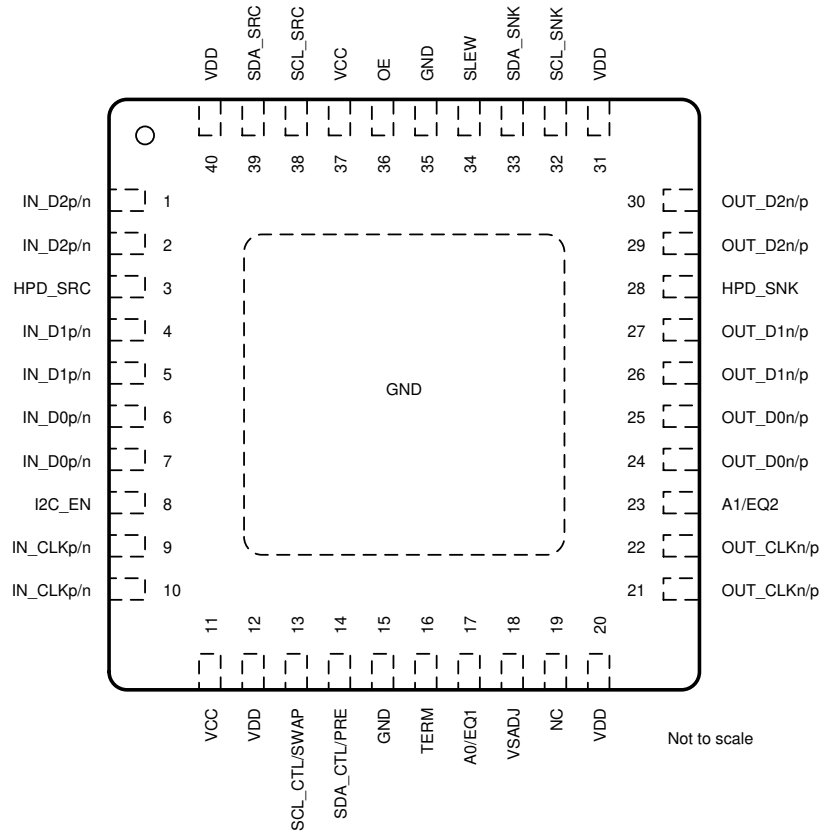 VDD
SDA_SRC
SCL_SRC
VCC
OE
GND
SLEW
SDA_SNK
SCL_SNK
VDD
40
39
38
37
36
35
34
33
32
31
IN_D2p/n 1
IN_D2p/n 2
HPD_SRC 3
IN_D1p/n 4
IN_D1p/n 5
IN_D0p/n 6
IN_D0p/n 7
I2C_EN 8
IN_CLKp/n 9
IN_CLKp/n 10
GND
30 OUT_D2n/p
29 OUT_D2n/p
28 HPD_SNK
27 OUT_D1n/p
26 OUT_D1n/p
25 OUT_D0n/p
24 OUT_D0n/p
23 A1/EQ2
22 OUT_CLKn/p
21 OUT_CLKn/p
11
12
13
14
15
16
17
18
19
20
VCC
VDD
SCL_CTL/SWAP
SDA_CTL/PRE
GND
TERM
A0/EQ1
VSADJ
NC
VDD
Not to scale